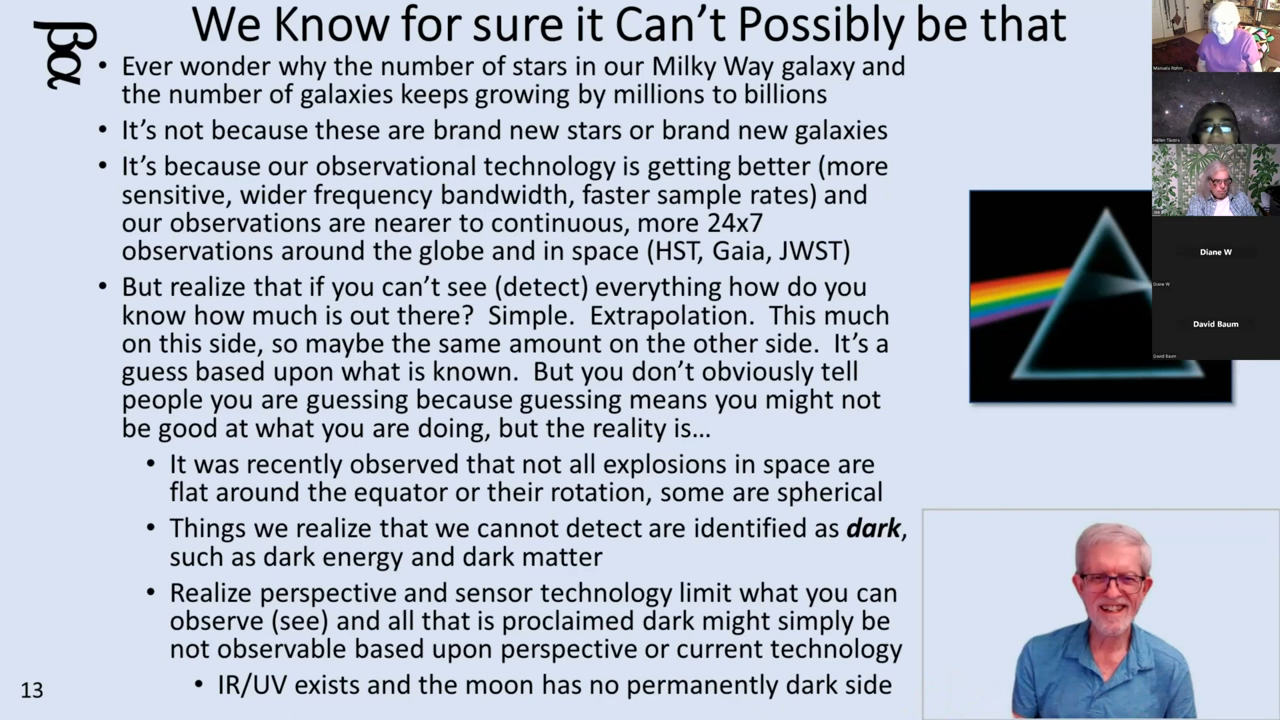 We Know for sure it Can't Possibly be that
βα
• Ever wonder why the number of stars in our Milky Way galaxy and
the number of galaxies keeps growing by millions to billions
• It's not because these are brand new stars or brand new galaxies
• It's because our observational technology is getting better (more
sensitive, wider frequency bandwidth, faster sample rates) and
our observations are nearer to continuous, more 24x7
observations around the globe and in space (HST, Gaia, JWST)
• But realize that if you can't see (detect) everything how do you
know how much is out there?  Simple.  Extrapolation.  This much
on this side, so maybe the same amount on the other side.  It's a
guess based upon what is known.  But you don't obviously tell
people you are guessing because guessing means you might not
be good at what you are doing, but the reality is…
• It was recently observed that not all explosions in space are
flat around the equator or their rotation, some are spherical
• Things we realize that we cannot detect are identified as dark,
such as dark energy and dark matter
• Realize perspective and sensor technology limit what you can
observe (see) and all that is proclaimed dark might simply be
not observable based upon perspective or current technology
• IR/UV exists and the moon has no permanently dark side
13
Diane W
Diane W
David Baum
David Baum